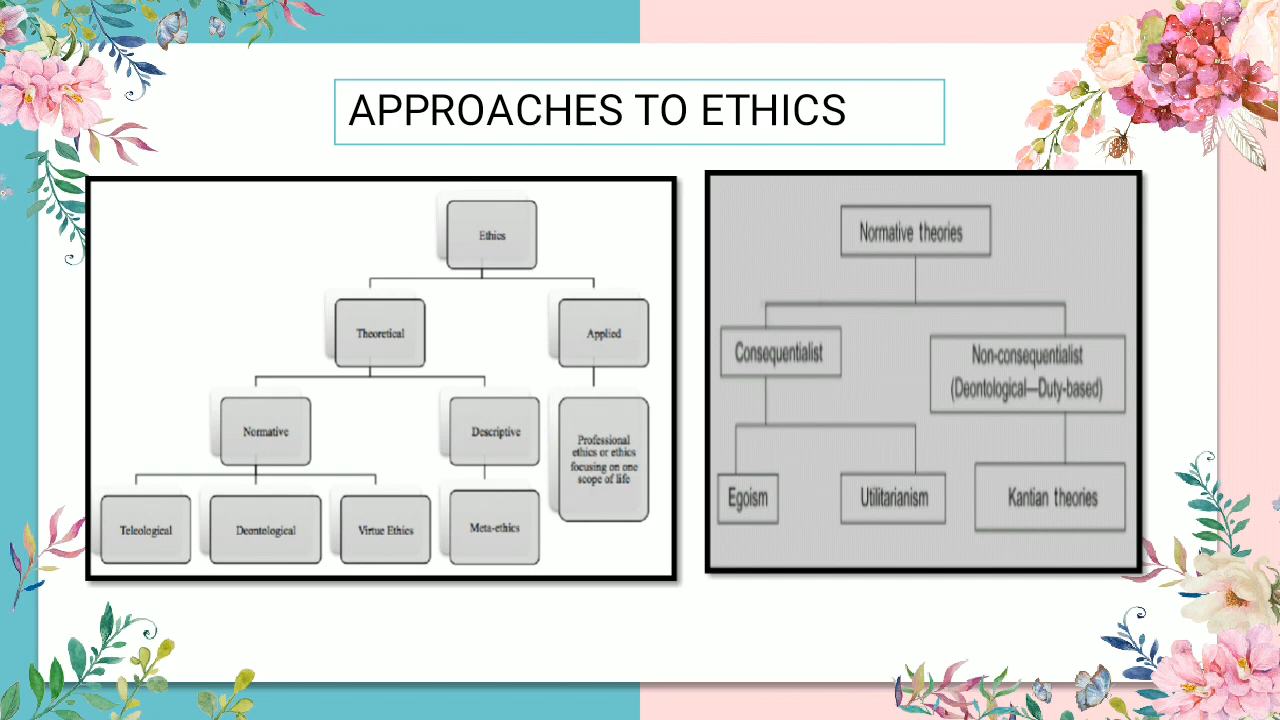 APPROACHES TO ETHICS
Ethics
Theoretical
Applied
Normative
Descriptive
Professional
ethics or ethics
focusing on one
scope of life
Teleological
Deontological
Virtue Ethics
Meta-ethics
Normative theories
Consequentialist
Non-consequentialist
(Deontological—Duty-based)
Egoism
Utilitarianism
Kantian theories